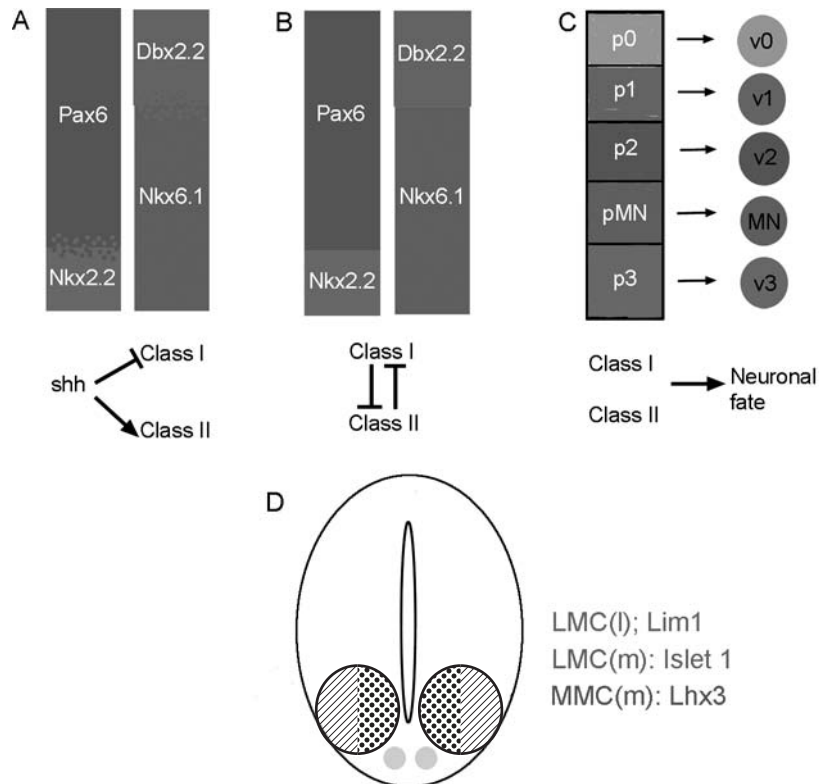 A
Dbx2.2
Pax6
Nkx6.1
Nkx2.2
shh
Class I
Class II
B
Dbx2.2
Pax6
Nkx6.1
Nkx2.2
Class I
Class II
C
p0
v0
p1
v1
p2
v2
pMN
MN
p3
v3
Class I
Class II
Neuronal
fate
D
LMC(l); Lim1
LMC(m): Islet 1
MMC(m): Lhx3